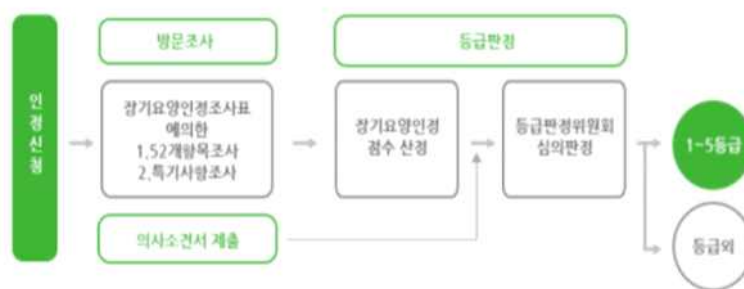 인정신청
방문조사
등급판정
장기요양인정조사표
에의한
1.52개항목조사
2.특기사항조사
장기요양인정
점수 산정
등급판정위원회
심의판정
1~5등급
의사소견서 제출
등급외